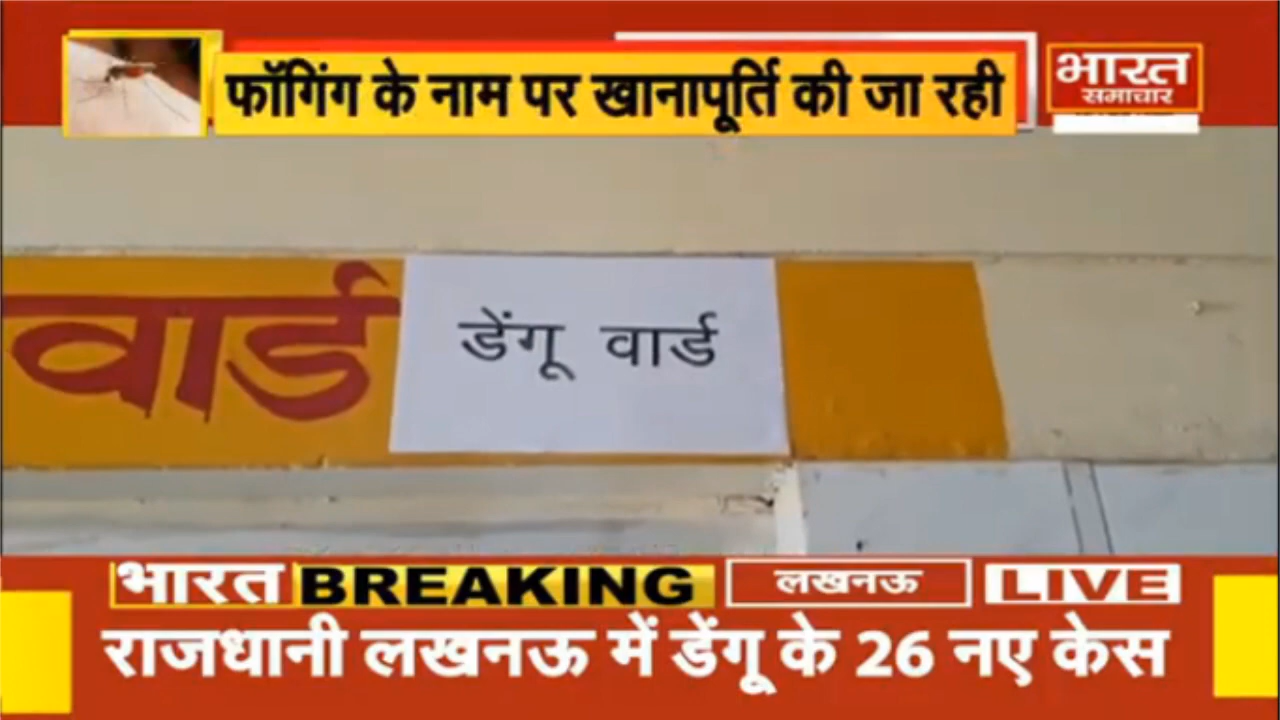 फॉगिंग के नाम पर खानापूर्ति की जा रही
भारत
समाचार
वार्ड
डेंगू वार्ड
भारत BREAKING
लखनऊ
LIVE
राजधानी लखनऊ में डेंगू के 26 नए केस